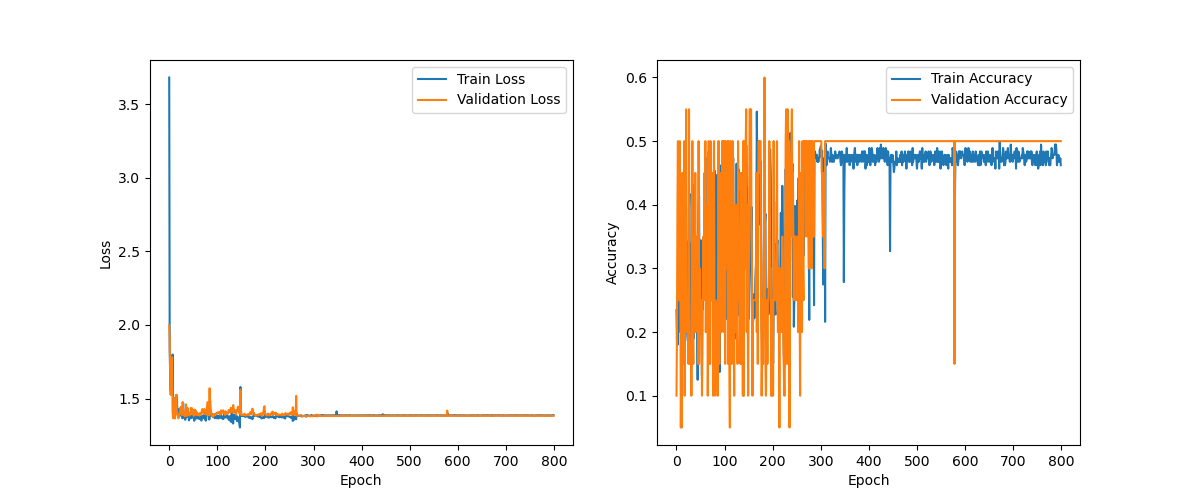 Train Loss
Validation Loss
3.5
3.0
2.5
2.0
1.5
Loss
0 100 200 300 400 500 600 700 800
Epoch
Train Accuracy
Validation Accuracy
0.6
0.5
0.4
0.3
0.2
0.1
Accuracy
0 100 200 300 400 500 600 700 800
Epoch